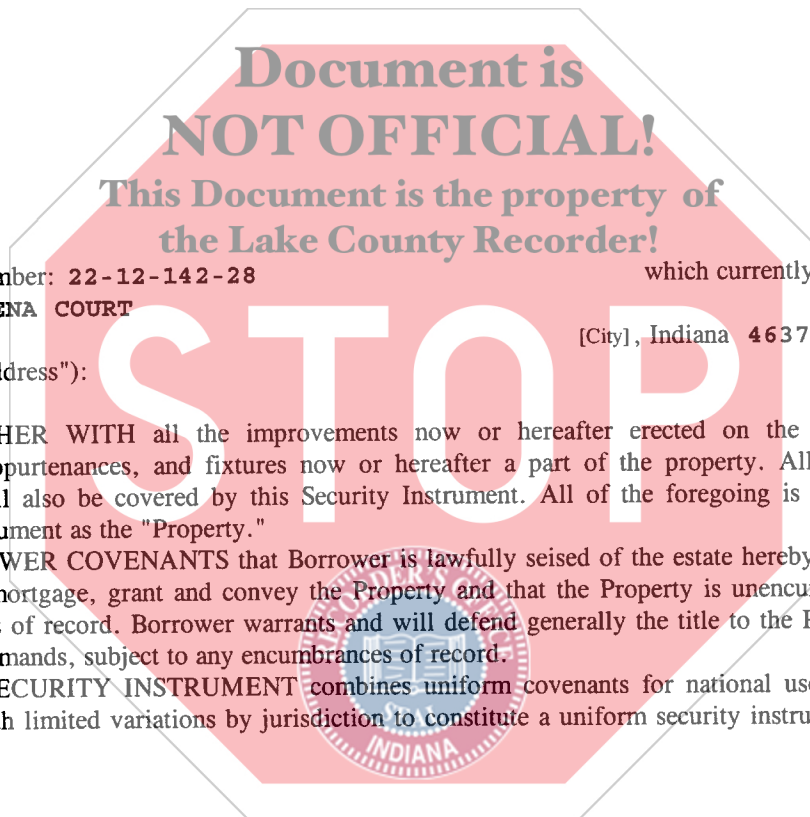 Document is
NOT OFFICIAL!
This Document is the property of
the Lake County Recorder!
mber: 22-12-142-28 which currently
ENA COURT
[City], Indiana 4637
ddress"):
STOP
HER WITH all the improvements now or hereafter erected on the
ppurtenances, and fixtures now or hereafter a part of the property. All
l also be covered by this Security Instrument. All of the foregoing is
ument as the "Property."
WER COVENANTS that Borrower is lawfully seised of the estate hereby
mortgage, grant and convey the Property and that the Property is unencu
s of record. Borrower warrants and will defend generally the title to the
mands, subject to any encumbrances of record.
ECURITY INSTRUMENT combines uniform covenants for national use
h limited variations by jurisdiction to constitute a uniform security instru
RECORDER'S OFFICE
SEAL
INDIANA